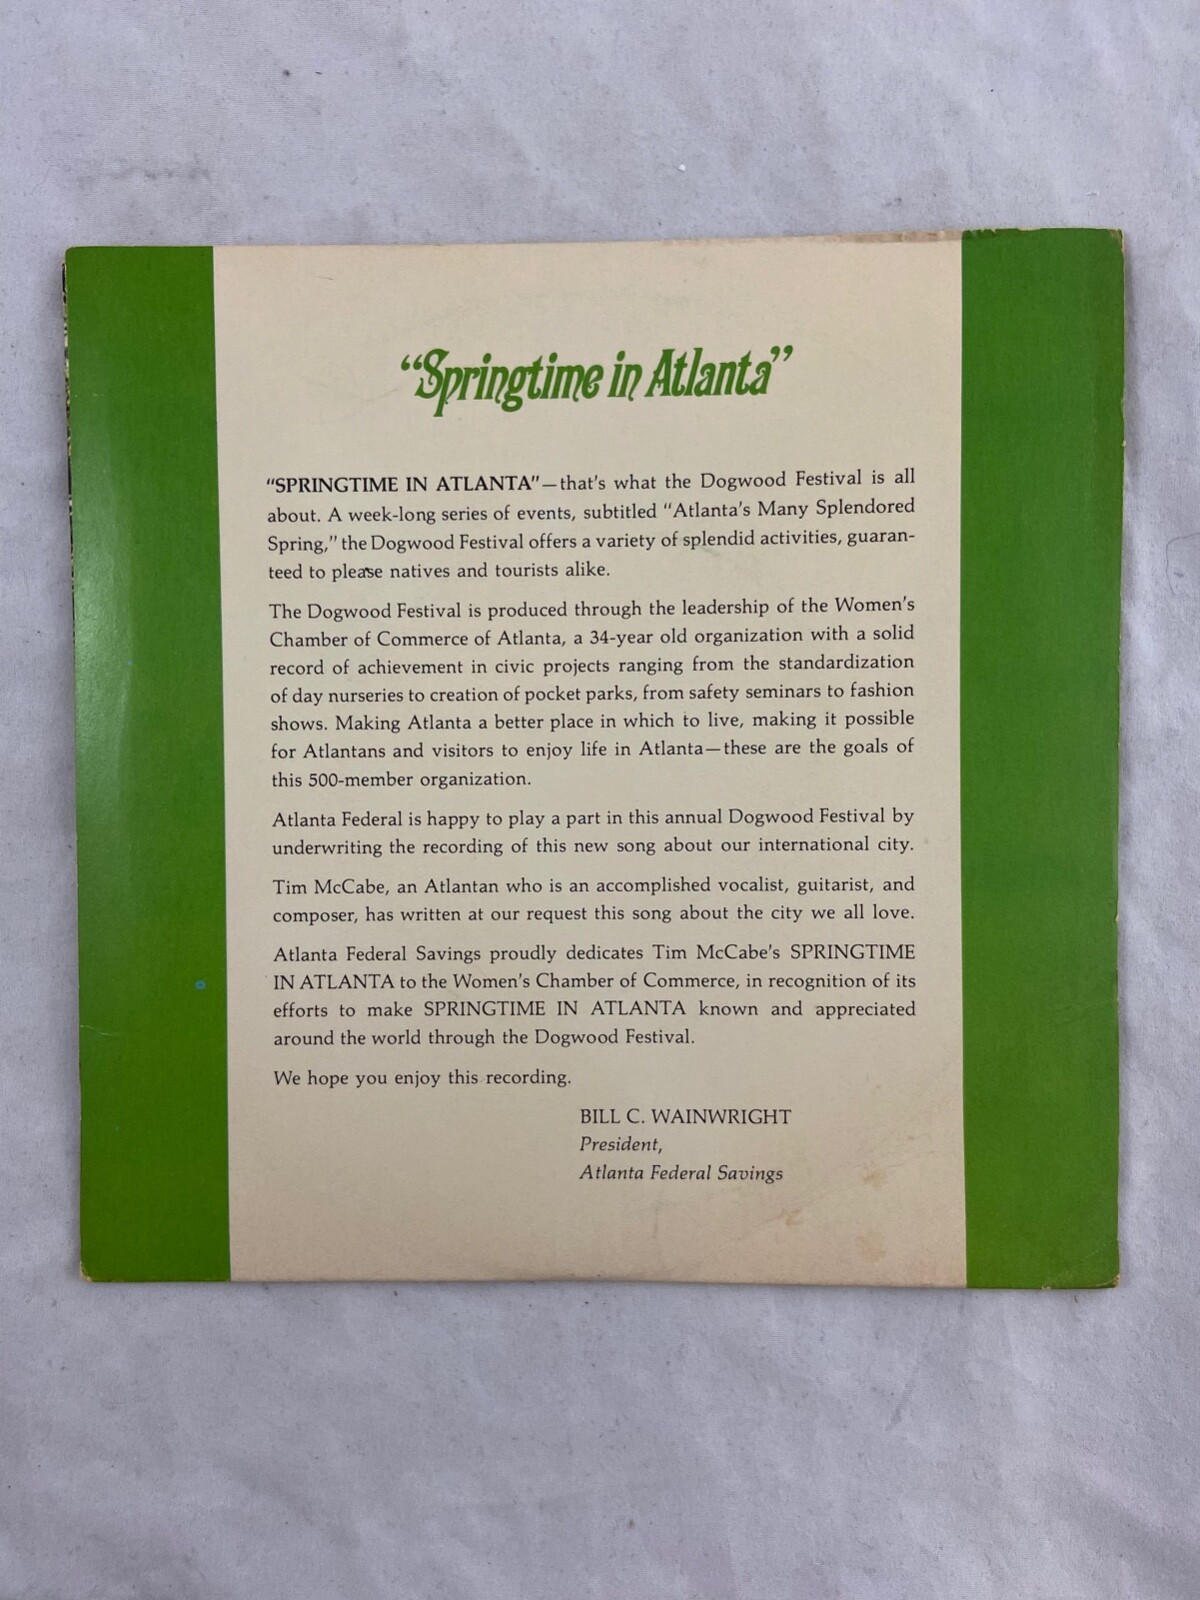 “Springtime in Atlanta”
“SPRINGTIME IN ATLANTA”—that's what the Dogwood Festival is all
about. A week-long series of events, subtitled “Atlanta's Many Splendored
Spring,” the Dogwood Festival offers a variety of splendid activities, guaran-
teed to please natives and tourists alike.
The Dogwood Festival is produced through the leadership of the Women's
Chamber of Commerce of Atlanta, a 34-year old organization with a solid
record of achievement in civic projects ranging from the standardization
of day nurseries to creation of pocket parks, from safety seminars to fashion
shows. Making Atlanta a better place in which to live, making it possible
for Atlantans and visitors to enjoy life in Atlanta—these are the goals of
this 500-member organization.
Atlanta Federal is happy to play a part in this annual Dogwood Festival by
underwriting the recording of this new song about our international city.
Tim McCabe, an Atlantan who is an accomplished vocalist, guitarist, and
composer, has written at our request this song about the city we all love.
Atlanta Federal Savings proudly dedicates Tim McCabe's SPRINGTIME
IN ATLANTA to the Women's Chamber of Commerce, in recognition of its
efforts to make SPRINGTIME IN ATLANTA known and appreciated
around the world through the Dogwood Festival.
We hope you enjoy this recording.
BILL C. WAINWRIGHT
President,
Atlanta Federal Savings